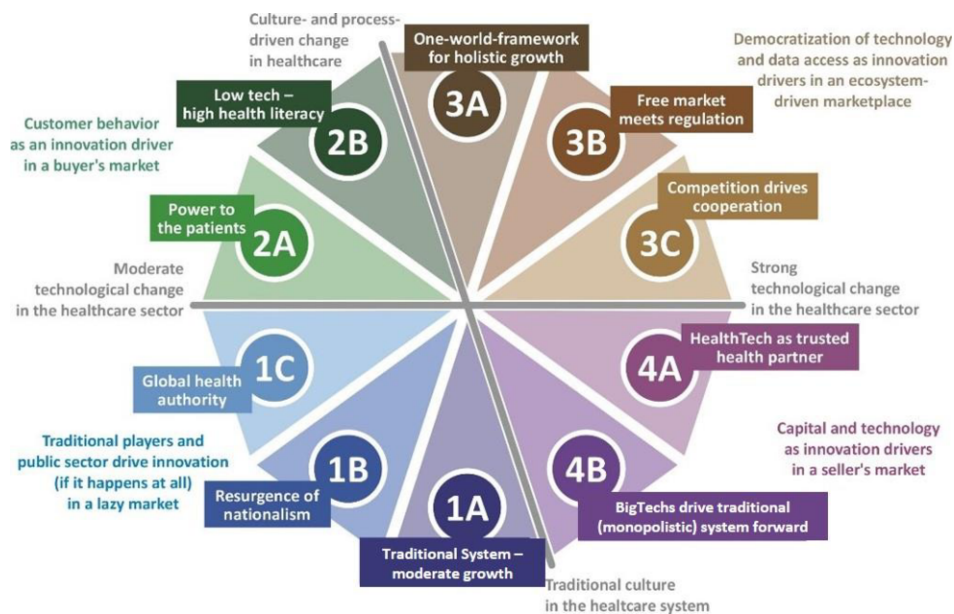 Culture- and process-
driven change
in healthcare
One-world-framework
for holistic growth
3A
Democratization of technology
and data access as innovation
drivers in an ecosystem-
driven marketplace
Low tech –
high health literacy
2B
Free market
meets regulation
3B
Customer behavior
as an innovation driver
in a buyer's market
Power to
the patients
2A
Competition drives
cooperation
3C
Moderate
technological change
in the healthcare sector
Strong
technological change
in the healthcare sector
1C
Global health
authority
HealthTech as trusted
health partner
4A
Traditional players and
public sector drive innovation
(if it happens at all)
in a lazy market
1B
Resurgence of
nationalism
Capital and technology
as innovation drivers
in a seller's market
4B
BigTechs drive traditional
(monopolistic) system forward
1A
Traditional System –
moderate growth
Traditional culture
in the healtcare system